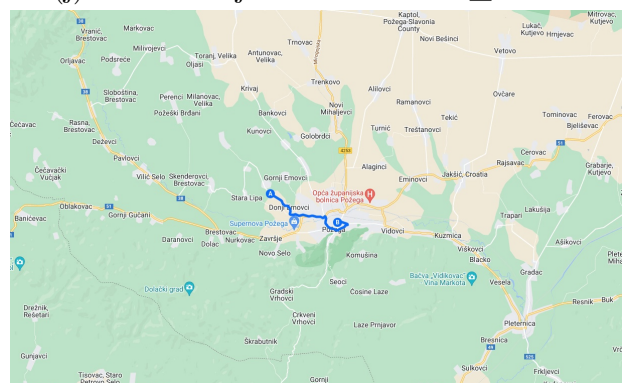 Kaptol,
Požega-Slavonia
County
Mitrovac,
Kutjevo
Vranić,
Brestovac
Markovac
Lukać,
Kutjevo
Hrnjevac
Trnovac
Novi Bešinci
Milivojevci
Antunovac,
Velika
Toranj, Velika
Oljasi
Orljavac
Podsreće
Vetovo
Trenkovo
Sloboština,
Brestovac
Perenci
Milanovac,
Velika
Krivaj
Alilovci
Ovčare
Novi
Mihaljevci
Ramanovci
Požeški Brđani
Bankovci
Tominovac
Ferovac
Rasna,
Brestovac
Tekić
Bjeliševac
Čečavac
Kunovci
Golobrdci
Turnić
Treštanovci
Deževci
Cerovac
Grabarje,
Kutjevo
Pavlovci
Alaginci
Rajsavac
Čečavački
Vučjak
Vilić Selo
Skenderovci,
Brestovac
Gornji Emovci
Eminovci
Jakšić, Croatia
A
Stara Lipa
Opća županijska
bolnica Požega
H
Oblakovac
Donji Emovci
Lakušija
Gornji Gučani
Trapari
Baničevac
Supernova Požega
B
Brestovac
Požega
Vidovci
Daranovci
Nurkovac
Završje
Kuzmica
Ašikovci
Dolac
Viškovci
Novo Selo
Komušina
Blacko
Seoci
Baćva „Vidikovac"
Vina Markota
Gradac
Vesela
Dolački grad
Gradski
Vrhovci
Ćosine Laze
Resnik
Buk
Drežnik,
Rešetari
Crkveni
Vrhovci
Laze Prnjavor
Pleternica
Škrabutnik
Bresnica
Gunjavci
Tisovac, Staro
Petrovo Selo
Sulkovci
Frkljevci
Gornji